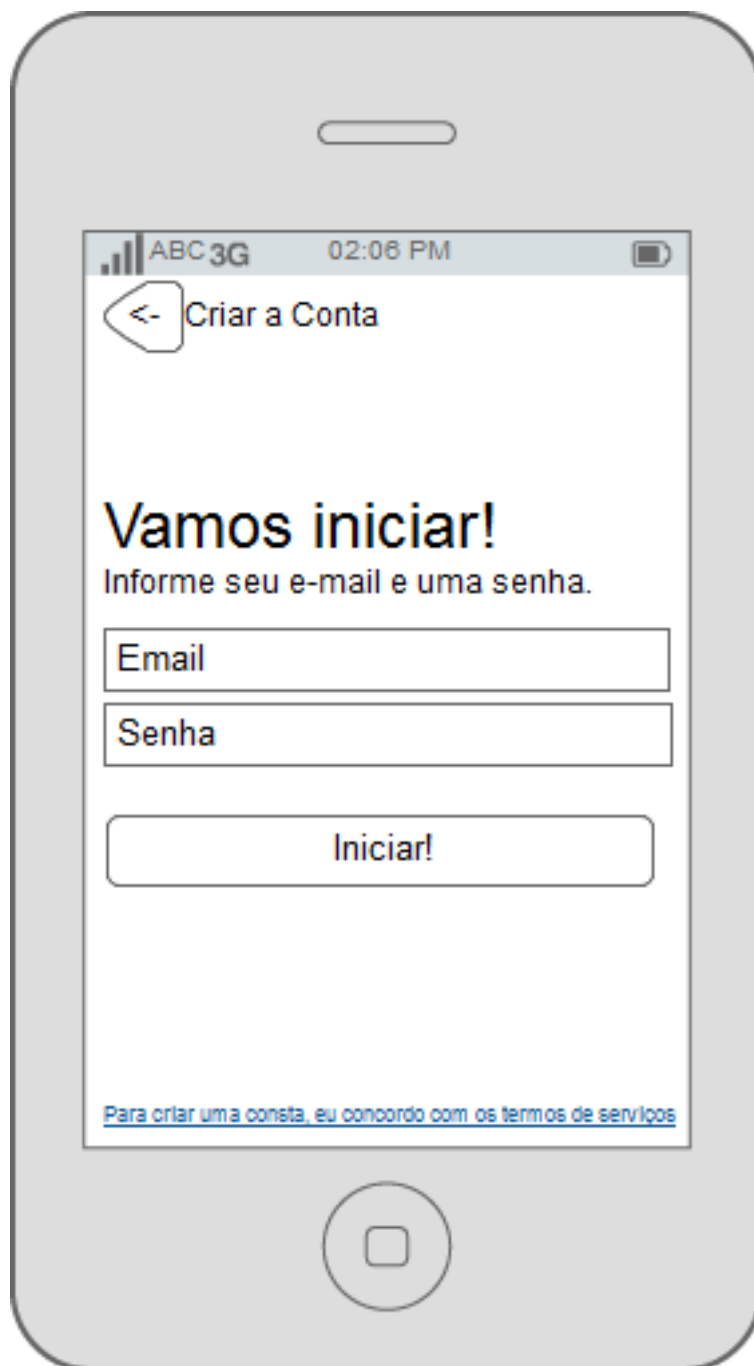 ABC 3G 02:06 PM
<- Criar a Conta
Vamos iniciar!
Informe seu e-mail e uma senha.
Email
Senha
Iniciar!
Para criar uma consta, eu concordo com os termos de serviços